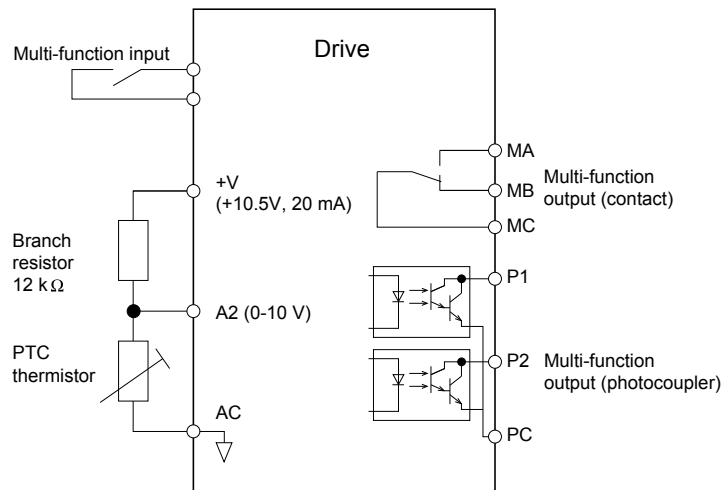 Drive
Multi-function input
+V
(+10.5V, 20 mA)
Branch
resistor
12 kΩ
A2 (0-10 V)
PTC
thermistor
AC
MA
MB
MC
Multi-function
output (contact)
P1
P2
PC
Multi-function
output (photocoupler)